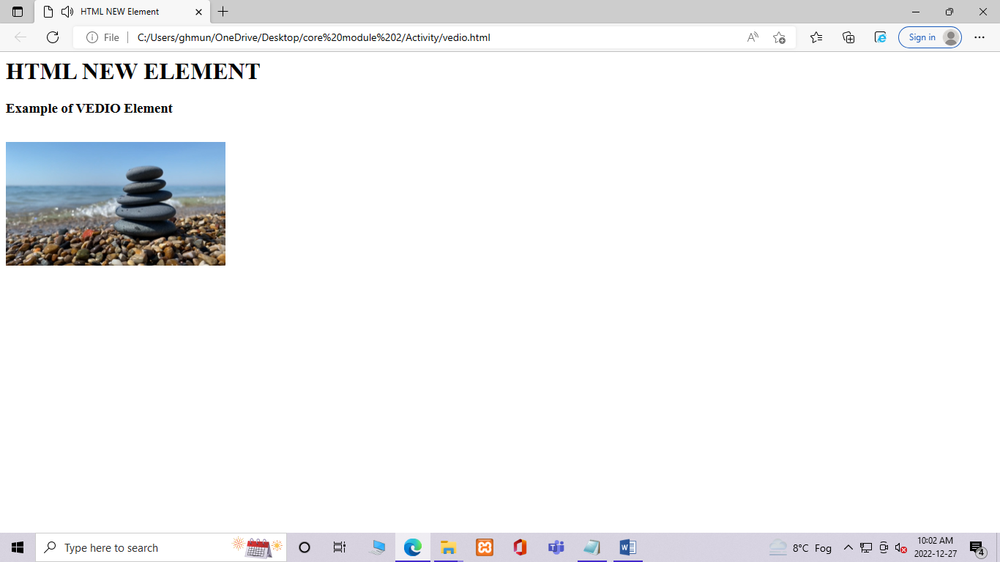 HTML NEW Element
File
C:/Users/ghmun/OneDrive/Desktop/core%20module%202/Activity/vedio.html
Sign in
HTML NEW ELEMENT
Example of VEDIO Element
Type here to search
8°C Fog
10:02 AM
2022-12-27
4